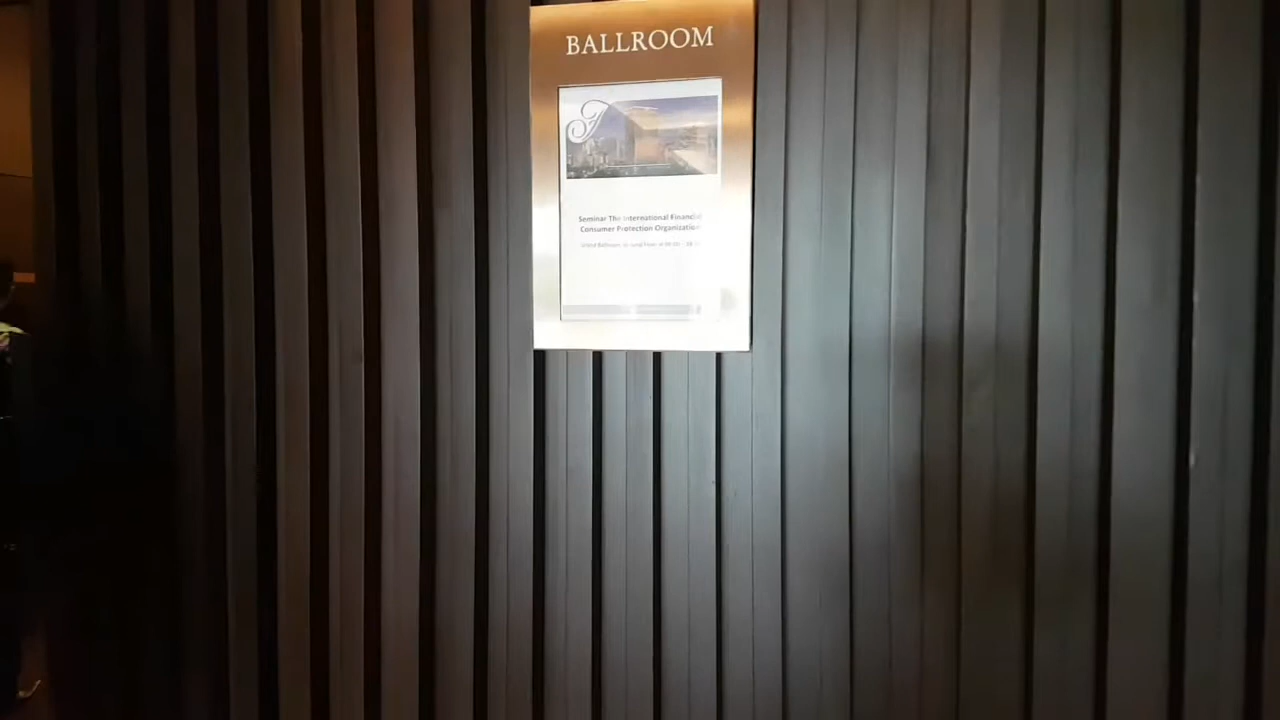 BALLROOM
Seminar The International Financial
Consumer Protection Organization